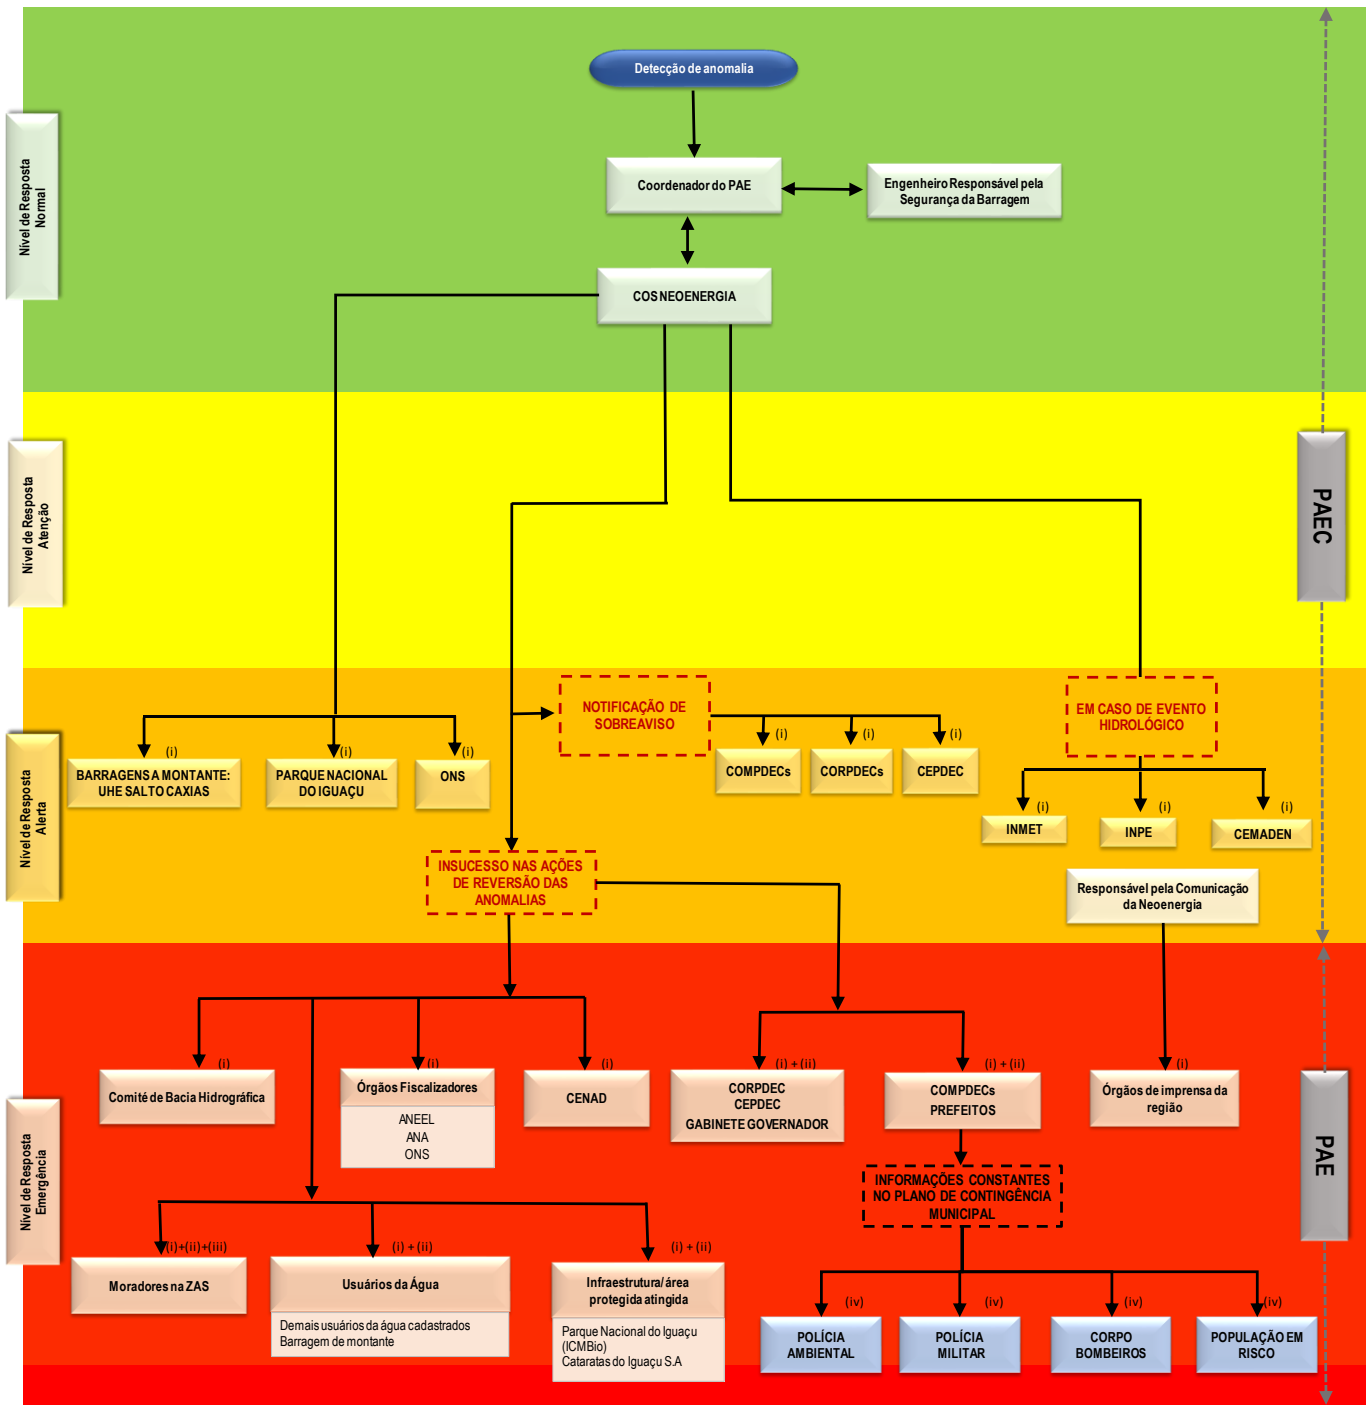 Detecção de anomalia
Nível de Resposta
Normal
Coordenador do PAE
Engenheiro Responsável pela
Segurança da Barragem
COS NEOENERGIA
Nível de Resposta
Atenção
PAEC
NOTIFICAÇÃO DE
SOBREAVISO
EM CASO DE EVENTO
HIDROLÓGICO
Nível de Resposta
Alerta
(i)
(i)
(i)
(i)
(i)
(i)
BARRAGENS A MONTANTE:
UHE SALTO CAXIAS
PARQUE NACIONAL
DO IGUAÇU
ONS
COMPDECs
CORPDECs
CEPDEC
(i)
(i)
(i)
INMET
INPE
CEMADEN
INSUCESSO NAS AÇÕES
DE REVERSÃO DAS
ANOMALIAS
Responsável pela Comunicação
da Neoenergia
Nível de Resposta
Emergência
PAE
(i)
(i)
(i)
(i) + (ii)
(i) + (ii)
(i)
Comité de Bacia Hidrográfica
Órgãos Fiscalizadores
ANEEL
ANA
ONS
CENAD
CORPDEC
CEPDEC
GABINETE GOVERNADOR
COMPDECs
PREFEITOS
Órgãos de imprensa da
região
INFORMAÇÕES CONSTANTES
NO PLANO DE CONTINGÊNCIA
MUNICIPAL
(i)+(ii)+(iii)
(i) + (ii)
(i) + (ii)
Moradores na ZAS
Usuários da Água
Demais usuários da água cadastrados
Barragem de montante
Infraestrutura/ área
protegida atingida
Parque Nacional do Iguaçu
(ICMBio)
Cataratas do Iguaçu S.A
(iv)
(iv)
(iv)
(iv)
POLÍCIA
AMBIENTAL
POLÍCIA
MILITAR
CORPO
BOMBEIROS
POPULAÇÃO EM
RISCO